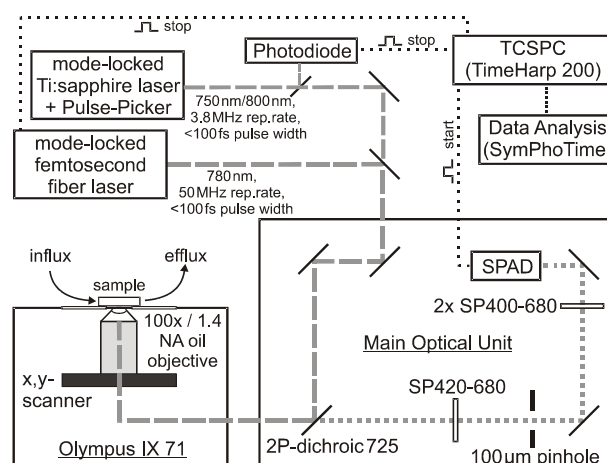 stop
Photodiode
stop
mode-locked
Ti:sapphire laser
+ Pulse-Picker
TCSPC
(TimeHarp 200)
750nm/800nm,
3.8MHz rep.rate,
<100fs pulse width
start
Data Analysis
(SymPhoTime)
mode-locked
femtosecond
fiber laser
780nm,
50MHz rep.rate,
<100fs pulse width
influx
efflux
sample
100x / 1.4
NA oil
objective
x,y-
scanner
Olympus IX 71
SPAD
2x SP400-680
Main Optical Unit
SP420-680
2P-dichroic 725
100µm pinhole